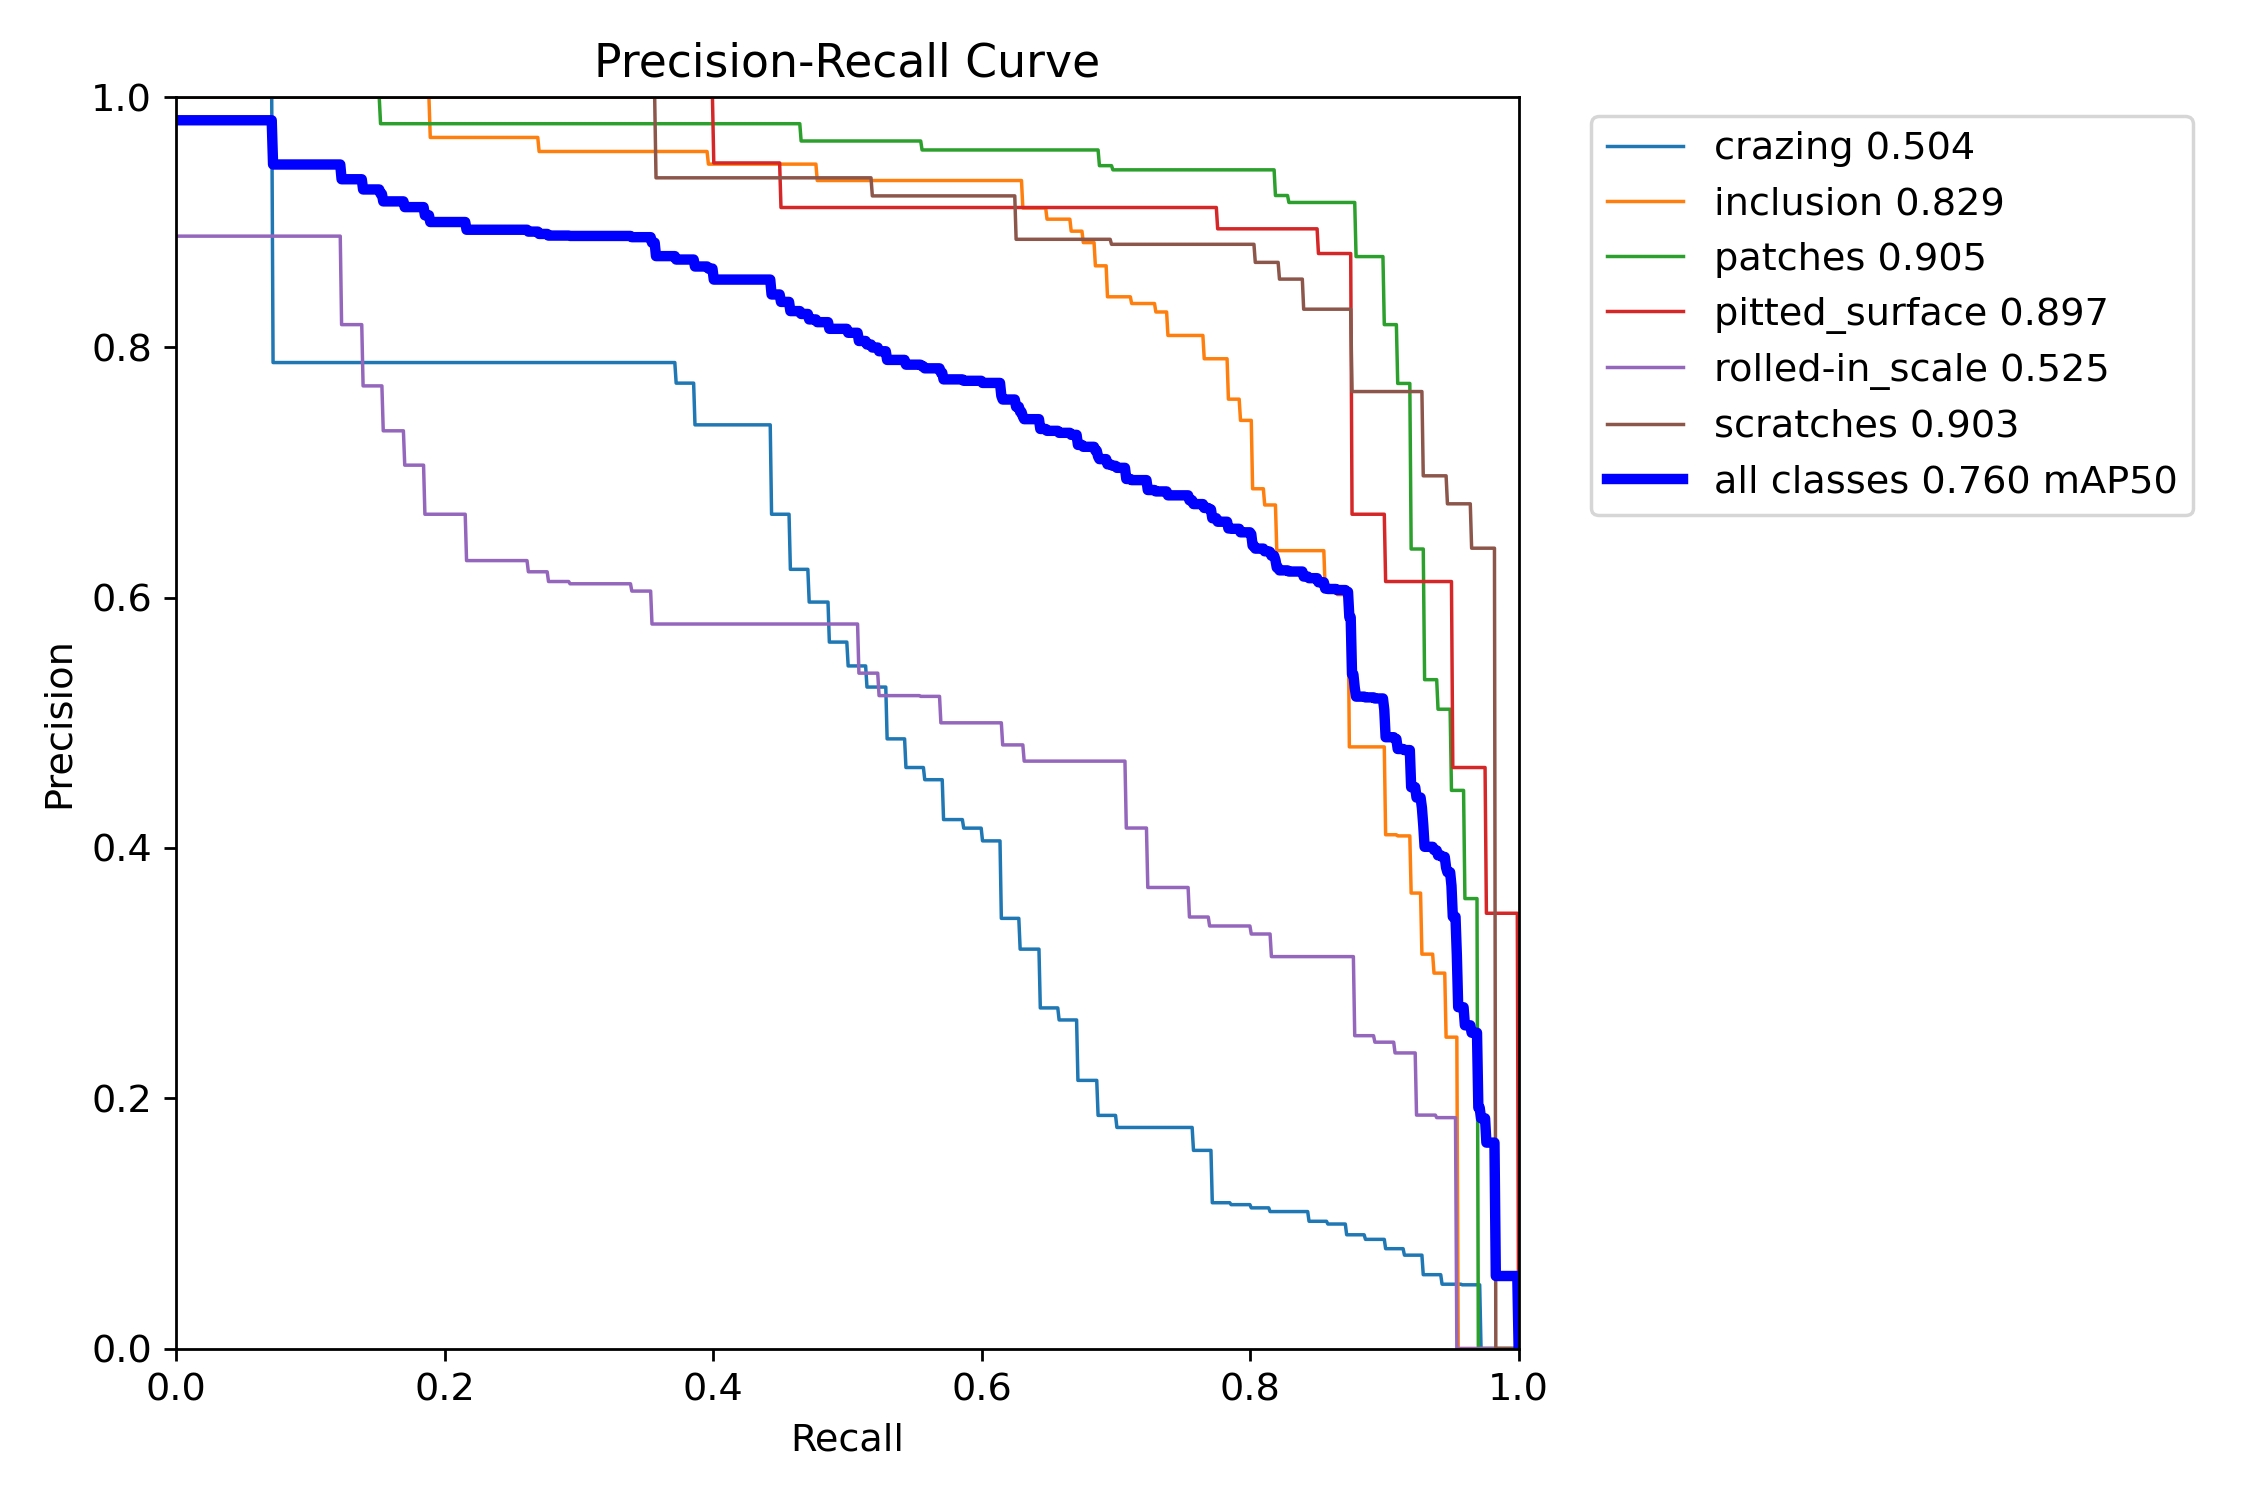 Precision-Recall Curve
1.0
0.8
0.6
0.4
0.2
0.0
Precision
0.0 0.2 0.4 0.6 0.8 1.0
Recall
crazing 0.504
inclusion 0.829
patches 0.905
pitted_surface 0.897
rolled-in_scale 0.525
scratches 0.903
all classes 0.760 mAP50